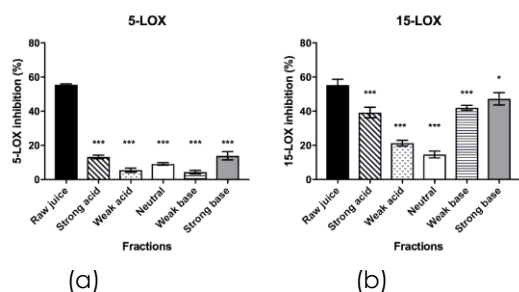 5-LOX
5-LOX inhibition (%)
80
60
40
20
0
***
***
***
***
***
Raw juice
Strong acid
Weak acid
Neutral
Weak base
Strong base
Fractions
(a)
15-LOX
15-LOX inhibition (%)
80
60
40
20
0
***
***
***
***
*
Raw juice
Strong acid
Weak acid
Neutral
Weak base
Strong base
Fractions
(b)